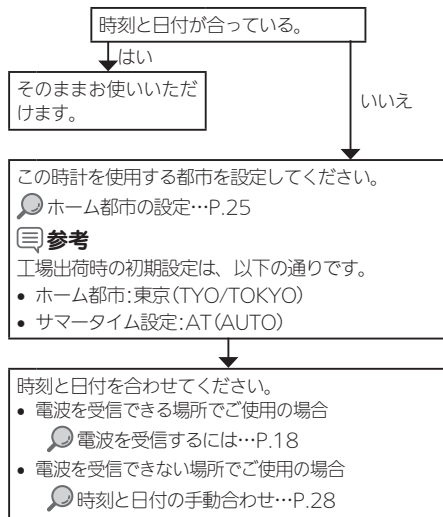 時刻と日付が合っている。
はい
そのままお使いいただ
けます。
いいえ
この時計を使用する都市を設定してください。
ホーム都市の設定…P.25
参考
工場出荷時の初期設定は、以下の通りです。
• ホーム都市:東京(TYO/TOKYO)
• サマータイム設定:AT(AUTO)
時刻と日付を合わせてください。
• 電波を受信できる場所でご使用の場合
電波を受信するには…P.18
• 電波を受信できない場所でご使用の場合
時刻と日付の手動合わせ…P.28